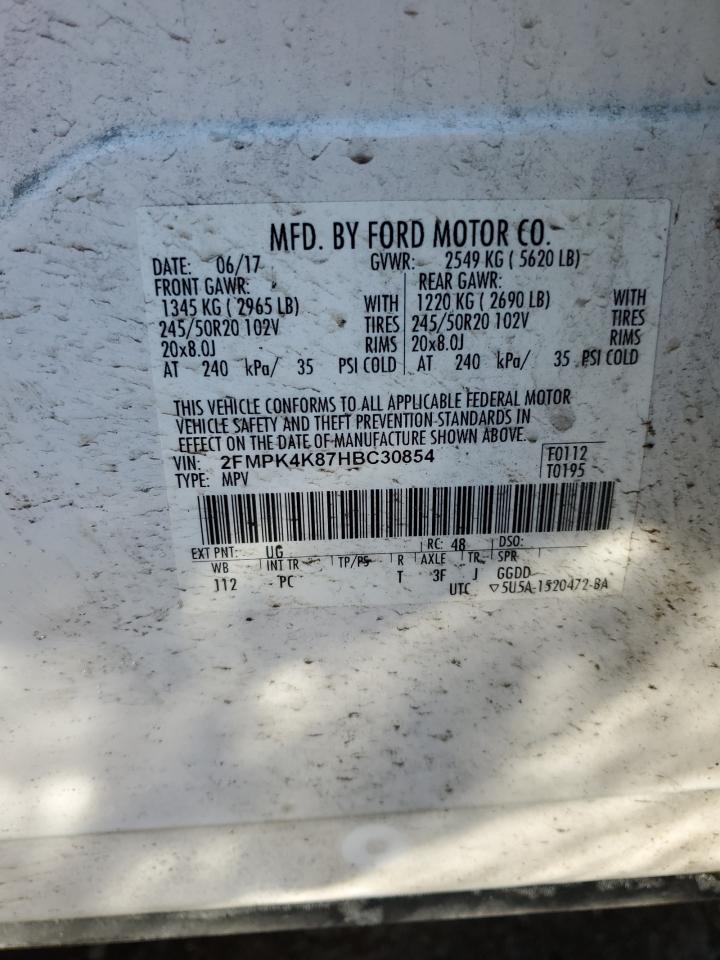 MFD. BY FORD MOTOR CO.
DATE: 06/17 GVWR: 2549 KG ( 5620 LB)
FRONT GAWR: REAR GAWR:
1345 KG ( 2965 LB) WITH 1220 KG ( 2690 LB) WITH
245/50R20 102V TIRES 245/50R20 102V TIRES
20x8.0J RIMS 20x8.0J RIMS
AT 240 kPa/ 35 PSI COLD AT 240 kPa/ 35 PSI COLD
THIS VEHICLE CONFORMS TO ALL APPLICABLE FEDERAL MOTOR
VEHICLE SAFETY AND THEFT PREVENTION STANDARDS IN
EFFECT ON THE DATE OF MANUFACTURE SHOWN ABOVE.
VIN: 2FMPK4K87HBC30854 F0112
TYPE: MPV T0195
EXT PNT: UG RC: 48 DSO:
WB INT TR TP/PS R AXLE TR SPR
112 PC T 3F J GGDD
UTC ▽5U5A-1520472-BA